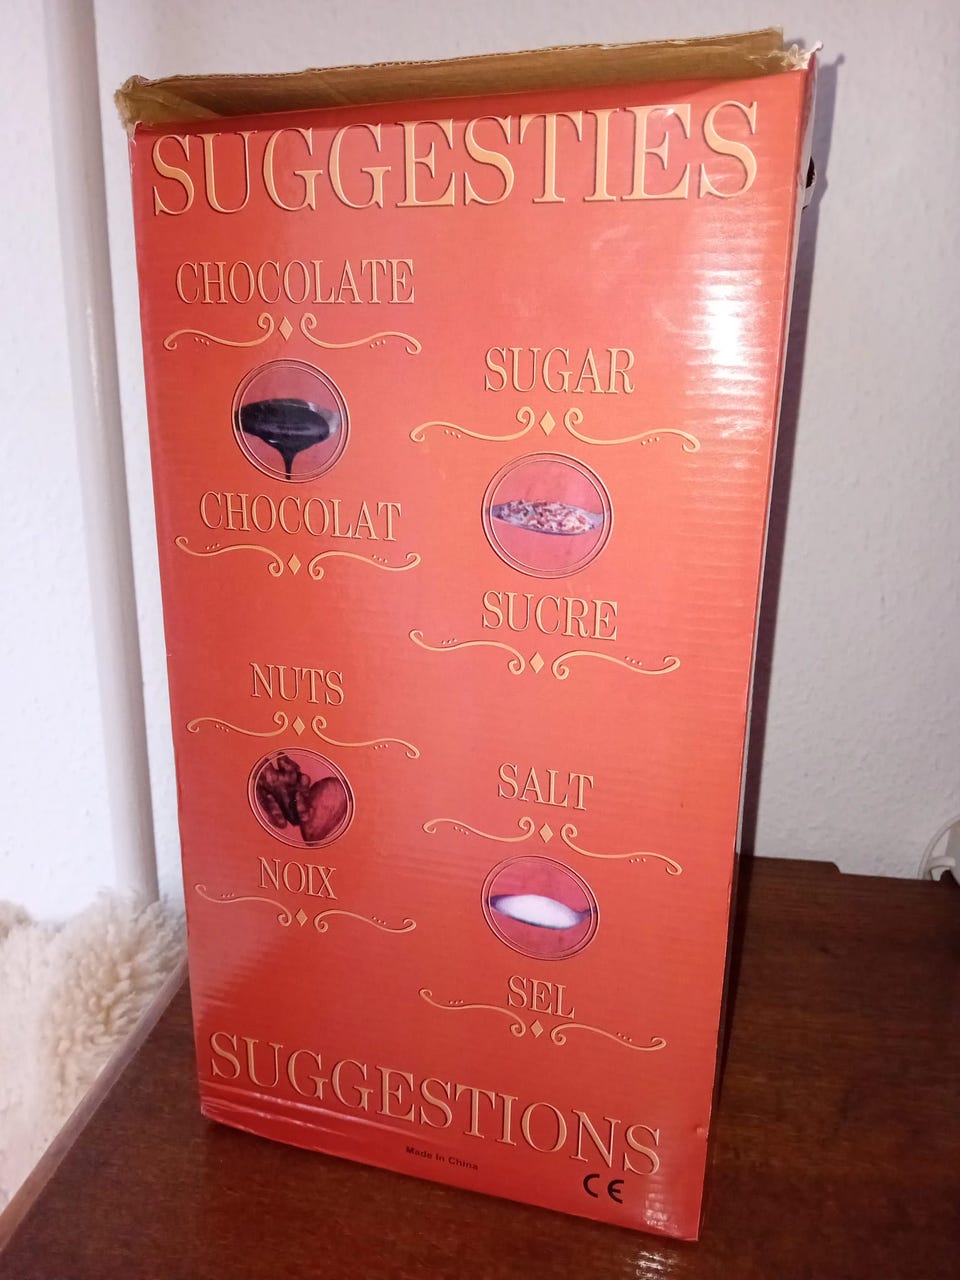 SUGGESTIES
CHOCOLATE
CHOCOLAT
SUGAR
SUCRE
NUTS
NOIX
SALT
SEL
SUGGESTIONS
Made In China
CE